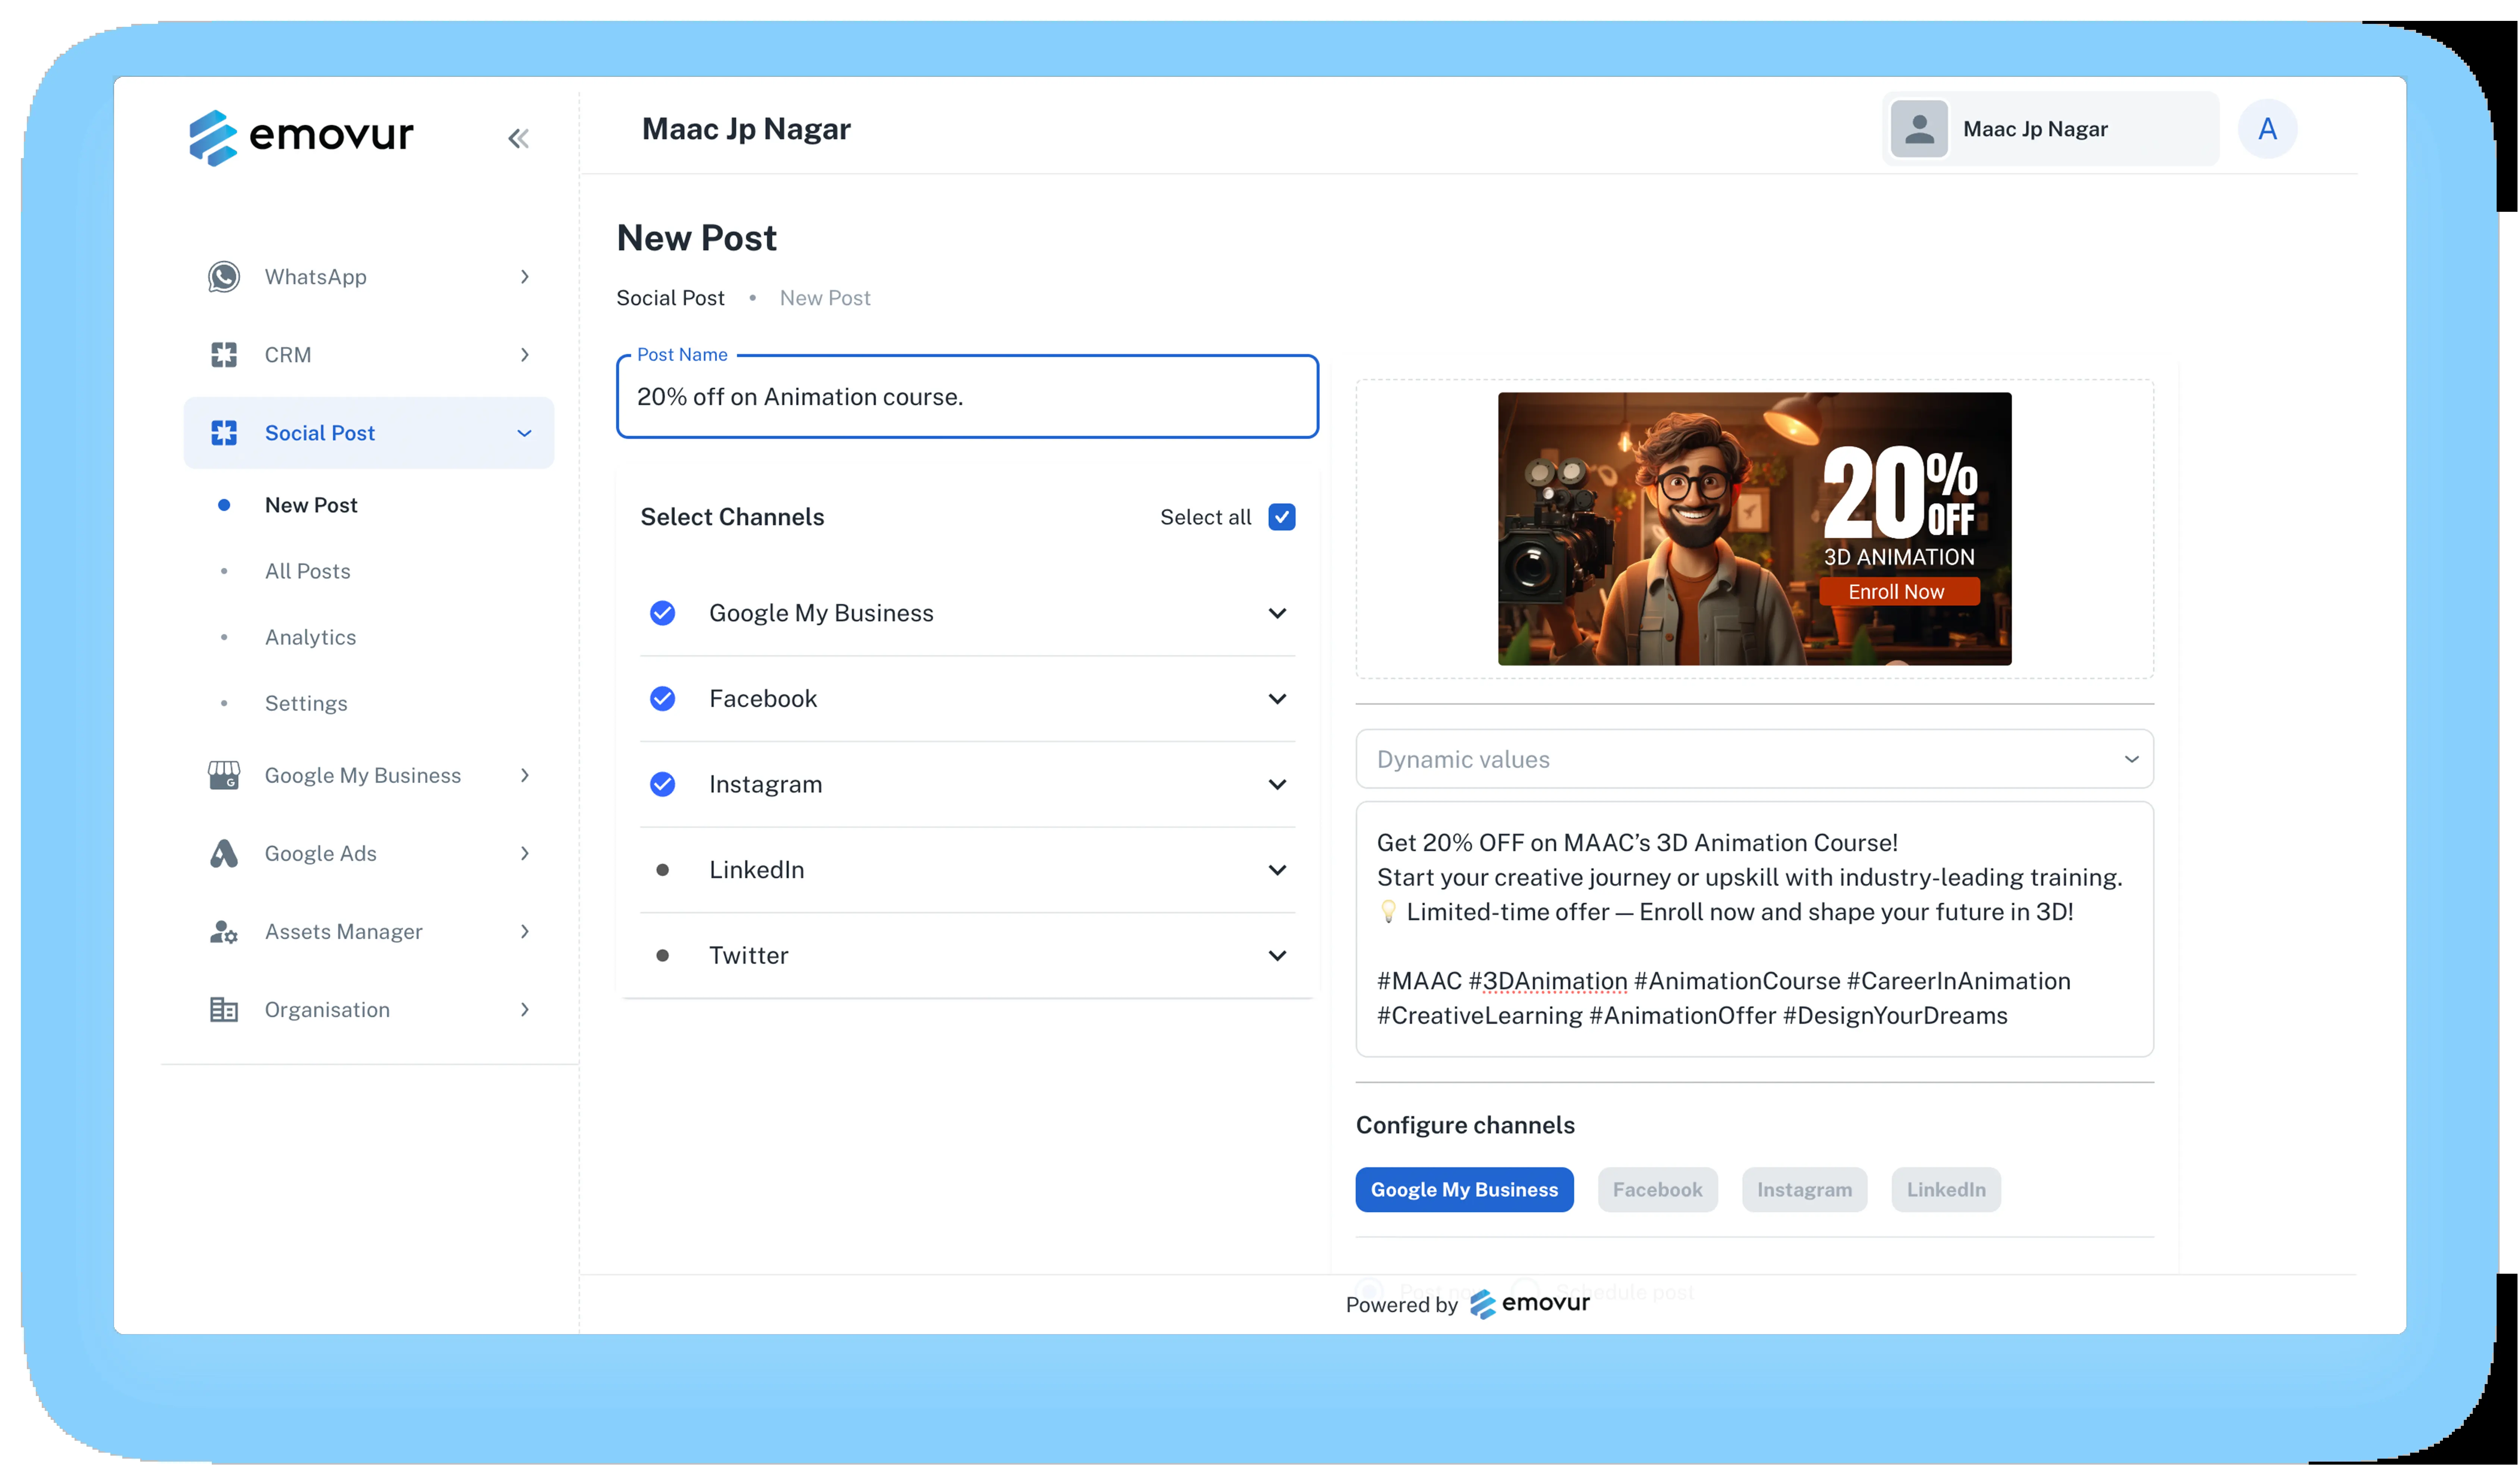 emovur
Maac Jp Nagar
Maac Jp Nagar
A
WhatsApp
CRM
Social Post
New Post
All Posts
Analytics
Settings
Google My Business
Google Ads
Assets Manager
Organisation
New Post
Social Post • New Post
Post Name
20% off on Animation course.
Select Channels
Select all
Google My Business
Facebook
Instagram
LinkedIn
Twitter
20% OFF
3D ANIMATION
Enroll Now
Dynamic values
Get 20% OFF on MAAC’s 3D Animation Course!
Start your creative journey or upskill with industry-leading training.
💡 Limited-time offer — Enroll now and shape your future in 3D!
#MAAC #3DAnimation #AnimationCourse #CareerInAnimation
#CreativeLearning #AnimationOffer #DesignYourDreams
Configure channels
Google My Business Facebook Instagram LinkedIn
Schedule post
Powered by emovur